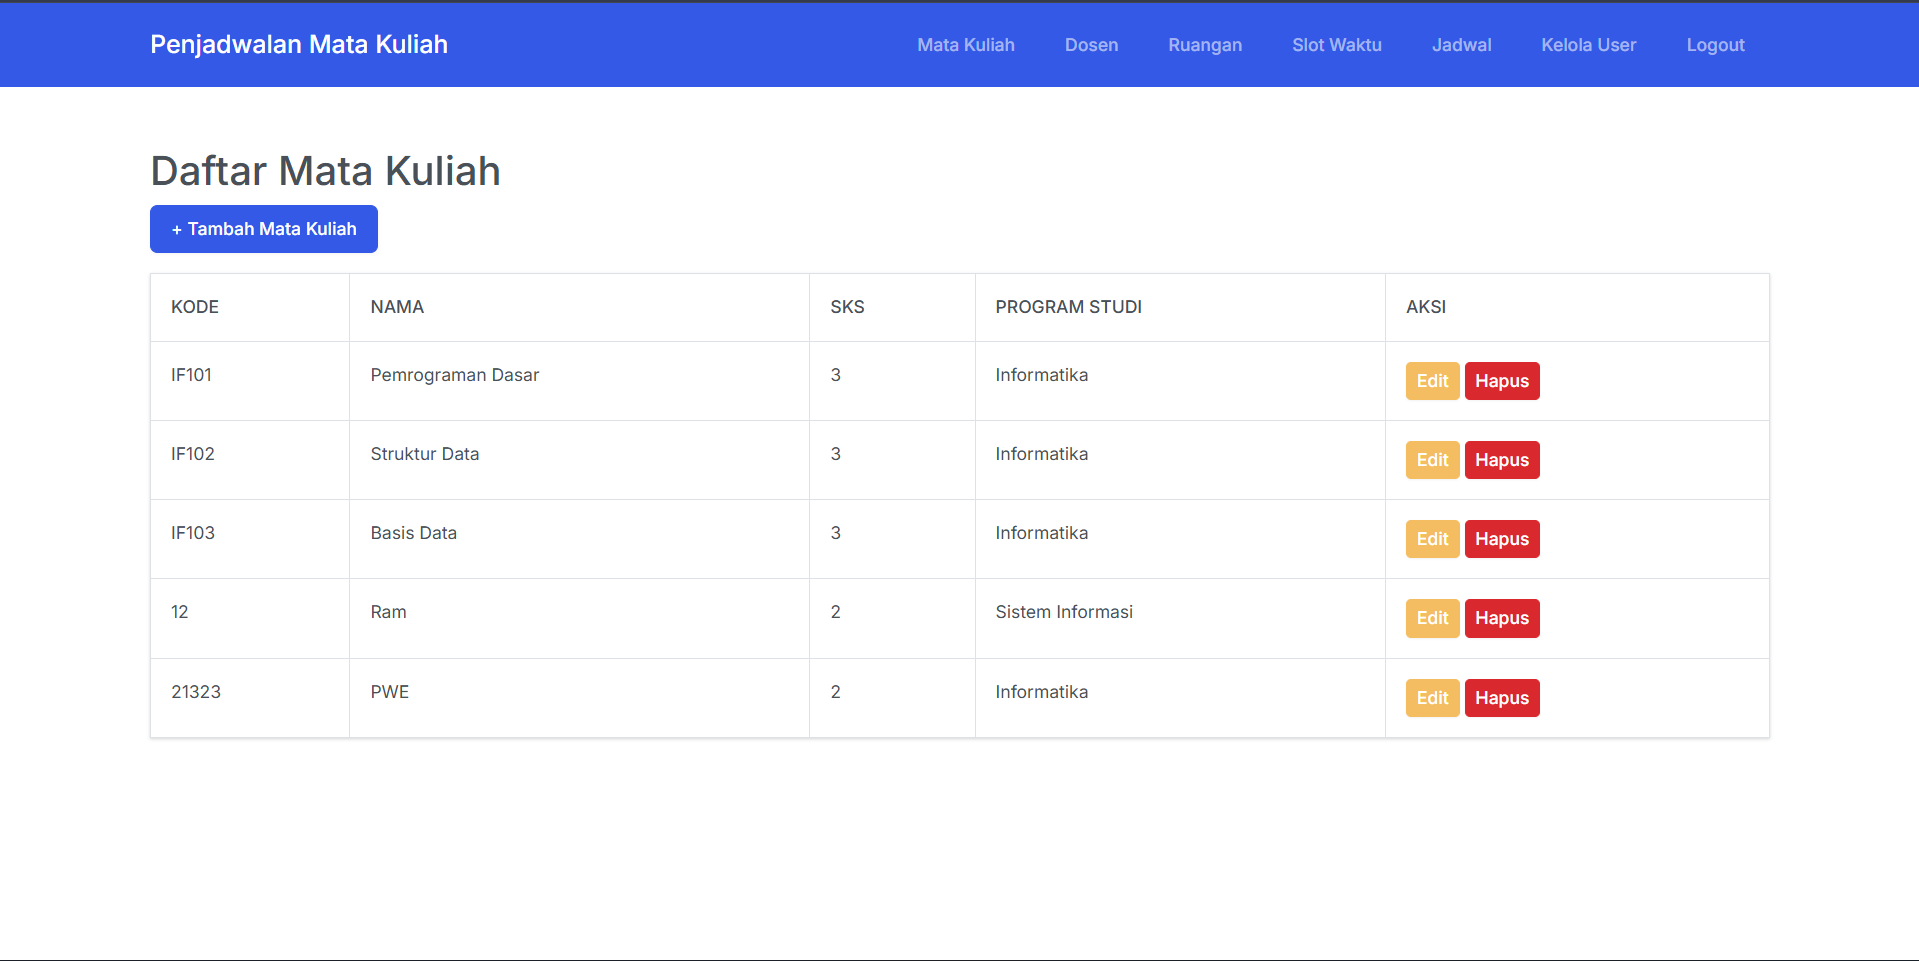 Penjadwalan Mata Kuliah Mata Kuliah Dosen Ruangan Slot Waktu Jadwal Kelola User Logout
Daftar Mata Kuliah
+ Tambah Mata Kuliah
KODE NAMA SKS PROGRAM STUDI AKSI
IF101 Pemrograman Dasar 3 Informatika Edit Hapus
IF102 Struktur Data 3 Informatika Edit Hapus
IF103 Basis Data 3 Informatika Edit Hapus
12 Ram 2 Sistem Informasi Edit Hapus
21323 PWE 2 Informatika Edit Hapus